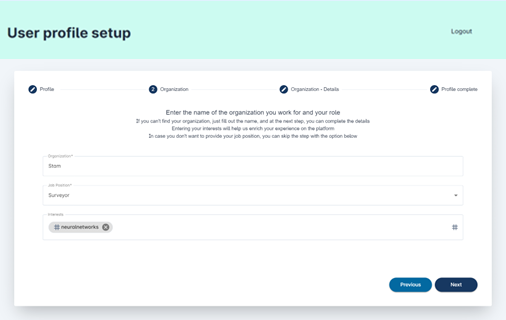 User profile setup
Logout
Profile
2 Organization
Organization - Details
Profile complete
Enter the name of the organization you work for and your role
If you can't find your organization, just fill out the name, and at the next step, you can complete the details
Entering your interests will help us enrich your experience on the platform
In case you don't want to provide your job position, you can skip the step with the option below
Organization*
Stom
Job Position*
Surveyor
Interests
neuralnetworks
Previous
Next